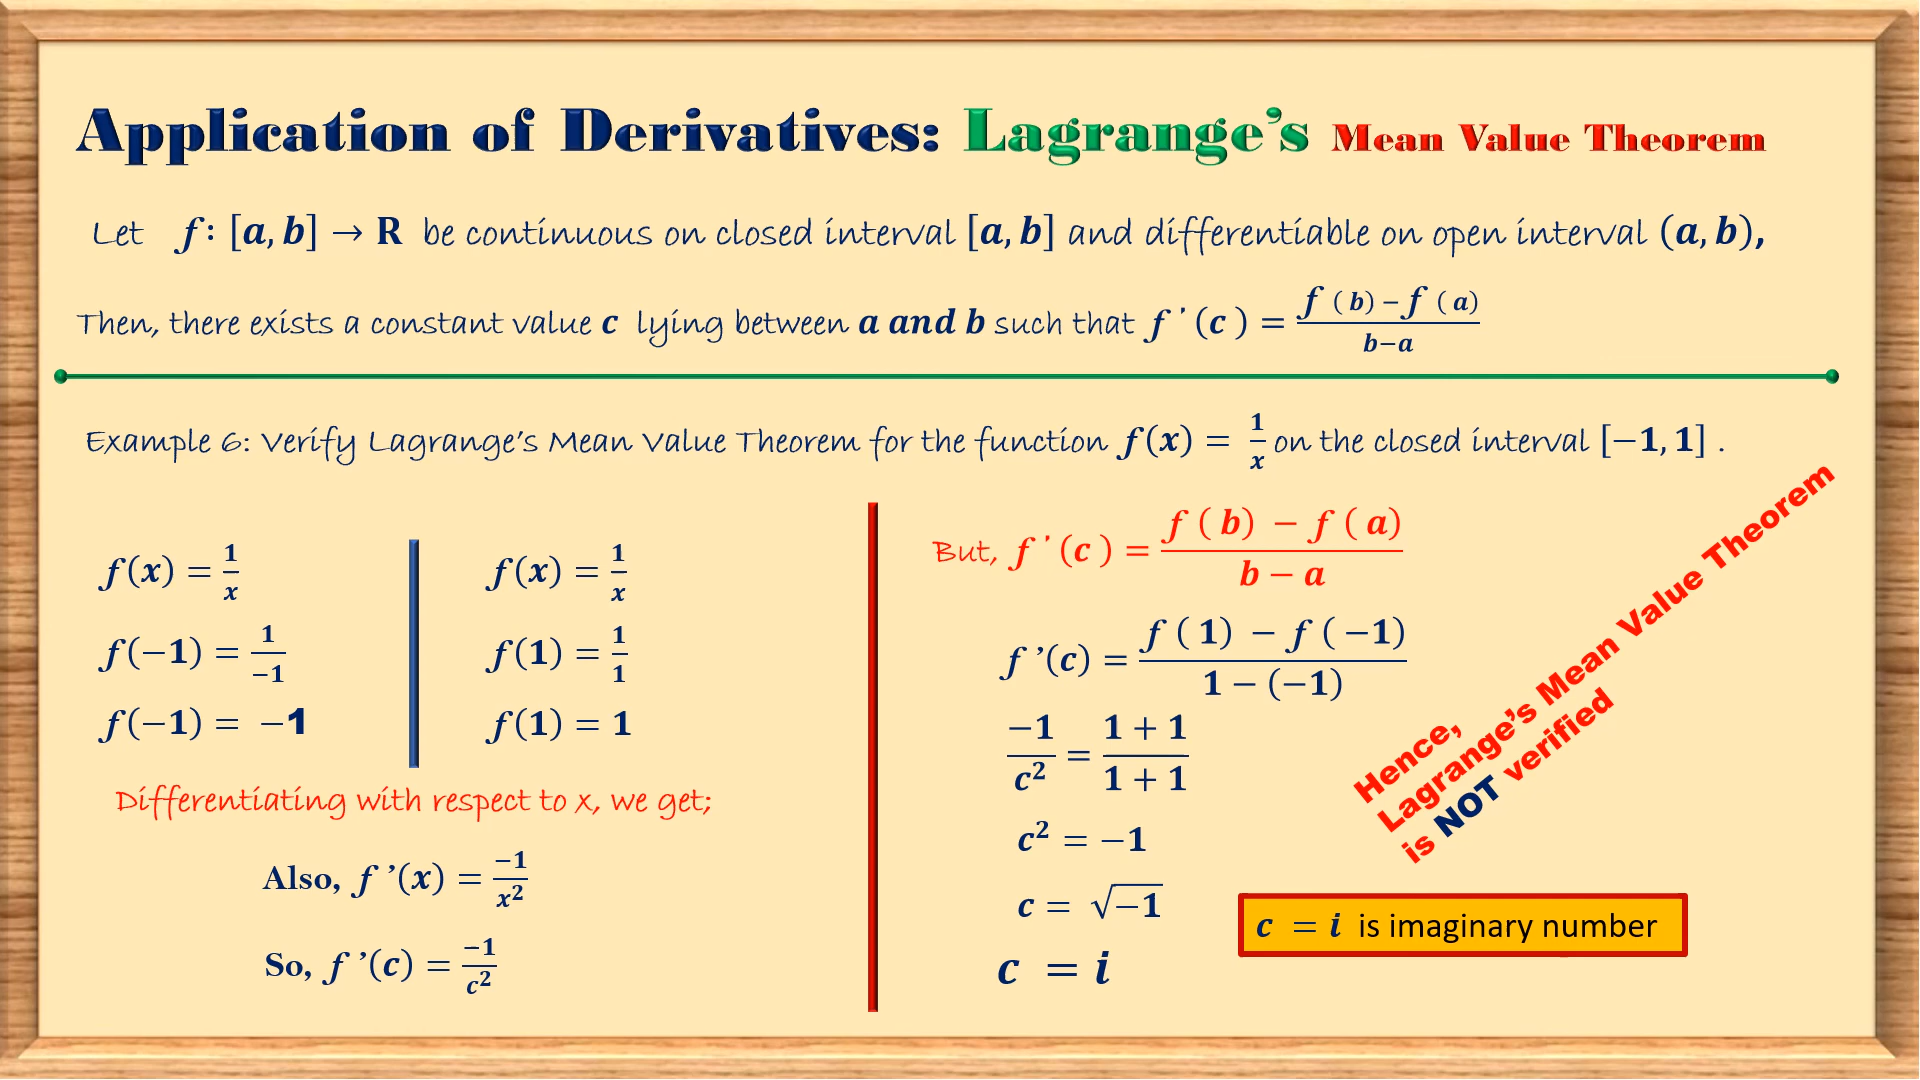 Application of Derivatives: Lagrange's Mean Value Theorem
Let f: [a, b] → R be continuous on closed interval [a, b] and differentiable on open interval (a, b),
Then, there exists a constant value c lying between a and b such that f '(c) = (f (b) − f (a))/(b−a)
Example 6: Verify Lagrange's Mean Value Theorem for the function f(x) = 1/x on the closed interval [−1, 1] .
f(x) = 1/x
f(−1) = 1/−1
f(−1) = −1
f(x) = 1/x
f(1) = 1/1
f(1) = 1
Differentiating with respect to x, we get;
Also, f '(x) = −1/x²
So, f '(c) = −1/c²
But, f '(c) = (f (b) − f (a))/(b − a)
f '(c) = (f (1) − f (−1))/(1 − (−1))
−1/c² = (1 + 1)/(1 + 1)
c² = −1
c = √−1
c = i
c = i is imaginary number
Hence,
Lagrange's Mean Value Theorem
is NOT verified